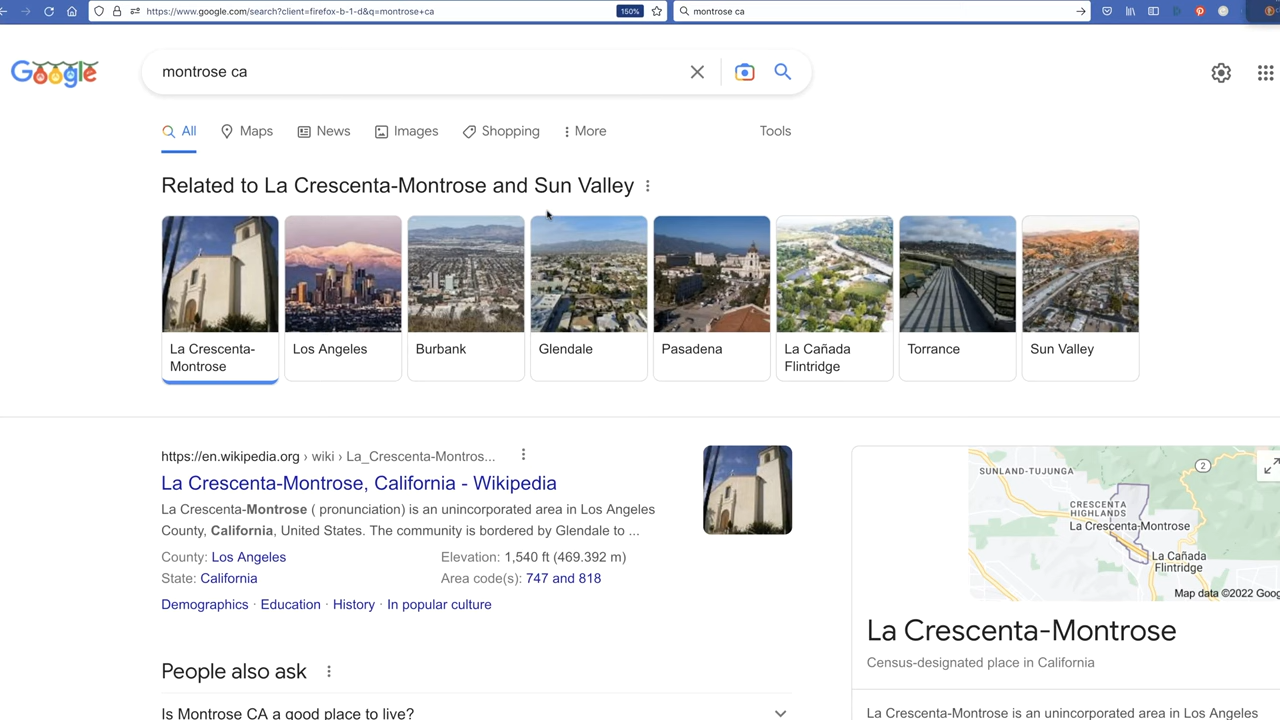 https://www.google.com/search?client=firefox-b-1-d&q=montrose+ca
150%
montrose ca
Google
montrose ca
All
Maps
News
Images
Shopping
More
Tools
Related to La Crescenta-Montrose and Sun Valley
La Crescenta-
Montrose
Los Angeles
Burbank
Glendale
Pasadena
La Cañada
Flintridge
Torrance
Sun Valley
https://en.wikipedia.org › wiki › La_Crescenta-Montros...
La Crescenta-Montrose, California - Wikipedia
La Crescenta-Montrose ( pronunciation) is an unincorporated area in Los Angeles
County, California, United States. The community is bordered by Glendale to ...
County: Los Angeles
Elevation: 1,540 ft (469.392 m)
State: California
Area code(s): 747 and 818
Demographics · Education · History · In popular culture
People also ask
Is Montrose CA a good place to live?
SUNLAND-TUJUNGA
2
CRESCENTA
HIGHLANDS
La Crescenta-Montrose
La Cañada
Flintridge
Map data ©2022 Goog
La Crescenta-Montrose
Census-designated place in California
La Crescenta-Montrose is an unincorporated area in Los Angeles